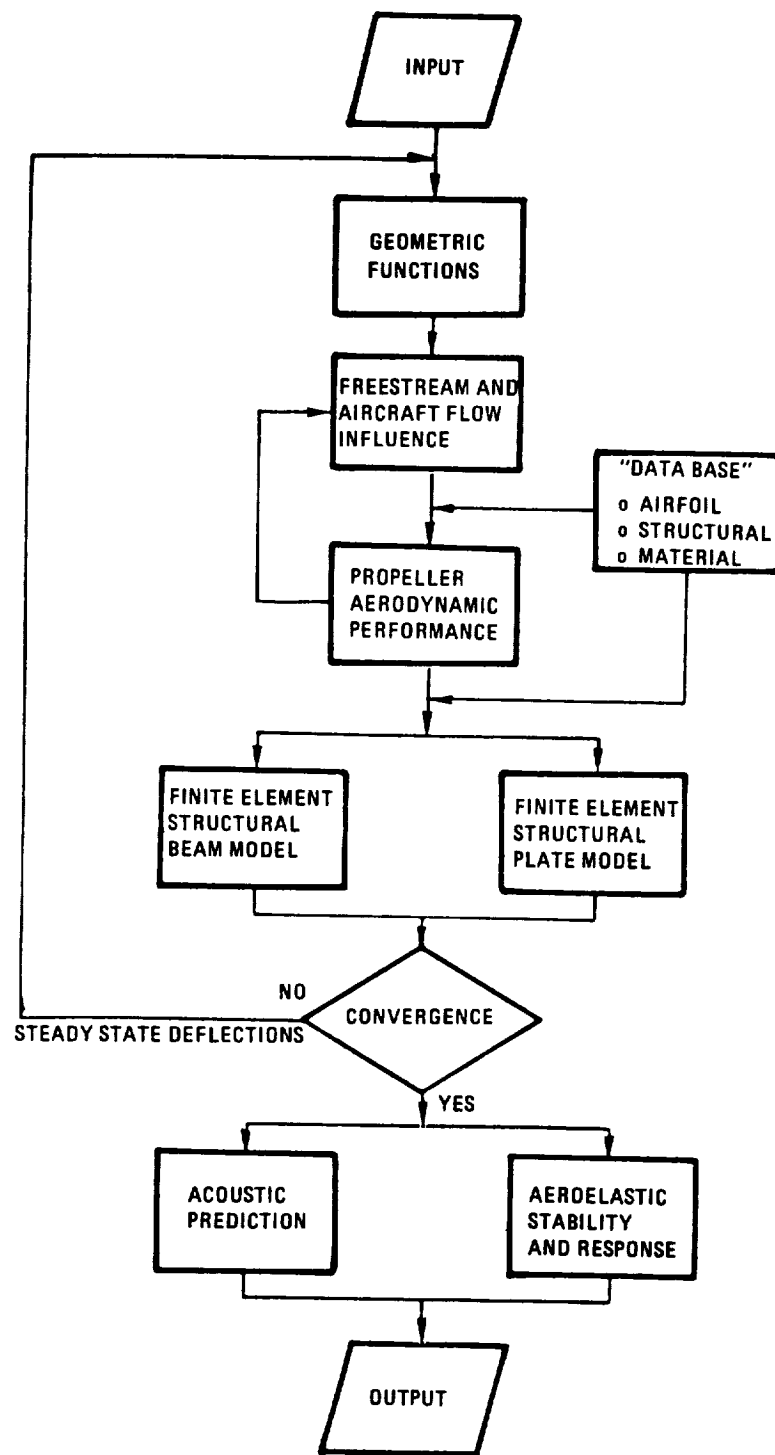 INPUT
GEOMETRIC
FUNCTIONS
FREESTREAM AND
AIRCRAFT FLOW
INFLUENCE
"DATA BASE"
o AIRFOIL
o STRUCTURAL
o MATERIAL
PROPELLER
AERODYNAMIC
PERFORMANCE
FINITE ELEMENT
STRUCTURAL
BEAM MODEL
FINITE ELEMENT
STRUCTURAL
PLATE MODEL
NO
CONVERGENCE
STEADY STATE DEFLECTIONS
YES
ACOUSTIC
PREDICTION
AEROELASTIC
STABILITY
AND RESPONSE
OUTPUT